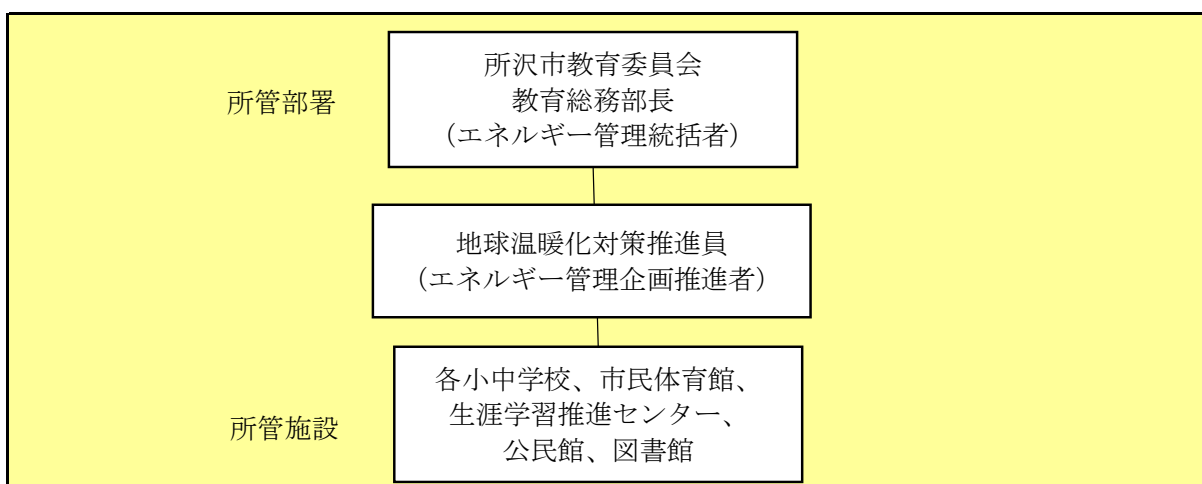 所管部署
所沢市教育委員会
教育総務部長
（エネルギー管理統括者）
地球温暖化対策推進員
（エネルギー管理企画推進者）
所管施設
各小中学校、市民体育館、
生涯学習推進センター、
公民館、図書館